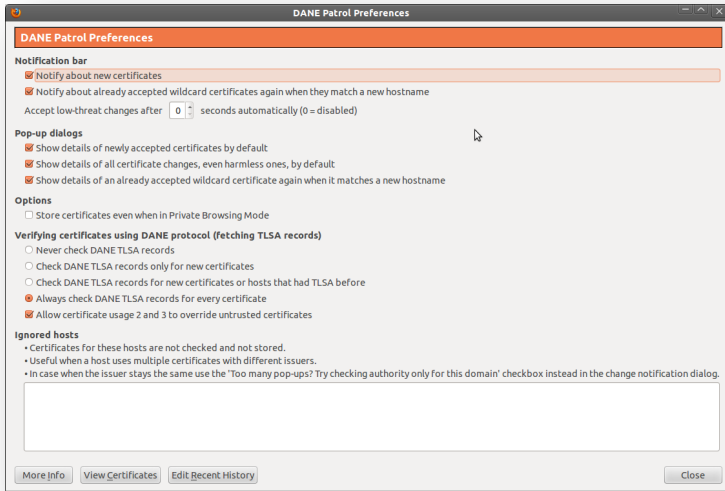 DANE Patrol Preferences
DANE Patrol Preferences
Notification bar
Notify about new certificates
Notify about already accepted wildcard certificates again when they match a new hostname
Accept low-threat changes after 0 seconds automatically (0 = disabled)
Pop-up dialogs
Show details of newly accepted certificates by default
Show details of all certificate changes, even harmless ones, by default
Show details of an already accepted wildcard certificate again when it matches a new hostname
Options
Store certificates even when in Private Browsing Mode
Verifying certificates using DANE protocol (fetching TLSA records)
Never check DANE TLSA records
Check DANE TLSA records only for new certificates
Check DANE TLSA records for new certificates or hosts that had TLSA before
Always check DANE TLSA records for every certificate
Allow certificate usage 2 and 3 to override untrusted certificates
Ignored hosts
• Certificates for these hosts are not checked and not stored.
• Useful when a host uses multiple certificates with different issuers.
• In case when the issuer stays the same use the 'Too many pop-ups? Try checking authority only for this domain' checkbox instead in the change notification dialog.
More Info View Certificates Edit Recent History Close